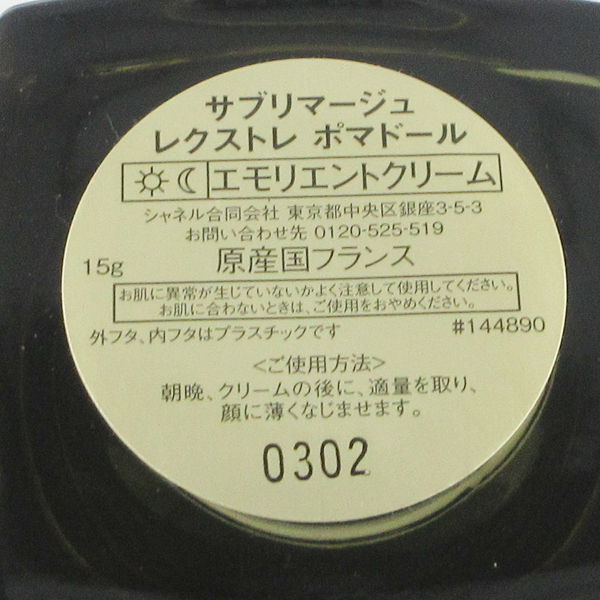 サブリマージュ
レクストレ ポマドール
エモリエントクリーム
シャネル合同会社 東京都中央区銀座3-5-3
お問い合わせ先 0120-525-519
15g 原産国フランス
お肌に異常が生じていないかよく注意して使用してください。
お肌に合わないときは、ご使用をおやめください。
外フタ、内フタはプラスチックです #144890
<ご使用方法>
朝晩、クリームの後に、適量を取り、
顔に薄くなじませます。
0302